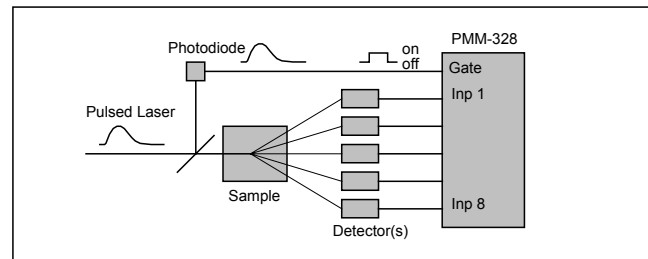 PMM-328
Photodiode
on
off
Gate
Inp 1
Pulsed Laser
Sample
Inp 8
Detector(s)